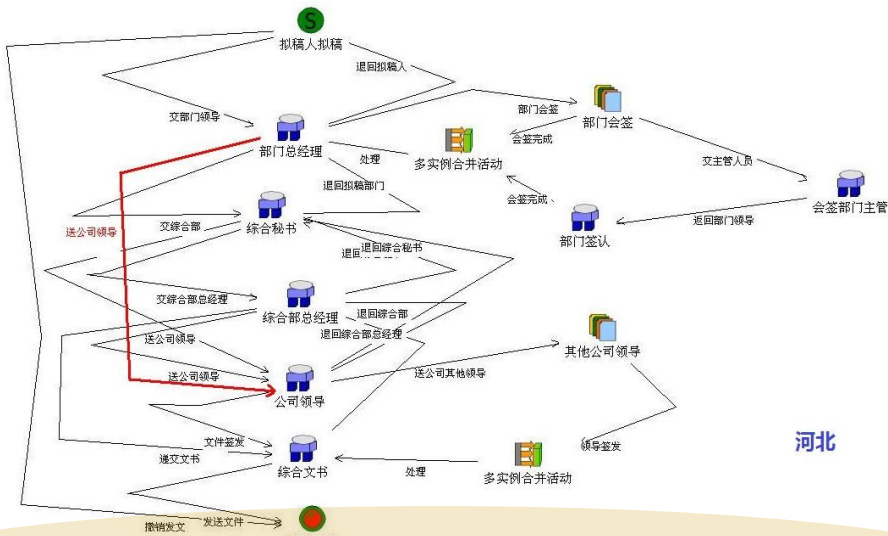 S
拟稿人拟稿
退回拟稿人
交部门领导
部门会签
部门会签
部门总经理
处理
多实例合并活动
会签完成
交主管人员
退回拟稿部门
会签部门主管
会签完成
综合秘书
交综合部
送公司领导
部门签认
返回部门领导
退回综合秘书
退回
交综合部总经理
综合部总经理
退回综合部
退回综合部总经理
送公司领导
其他公司领导
送公司领导
送公司其他领导
公司领导
文件签发
领导签发
河北
递交文书
综合文书
处理
多实例合并活动
撤销发文
发送文件